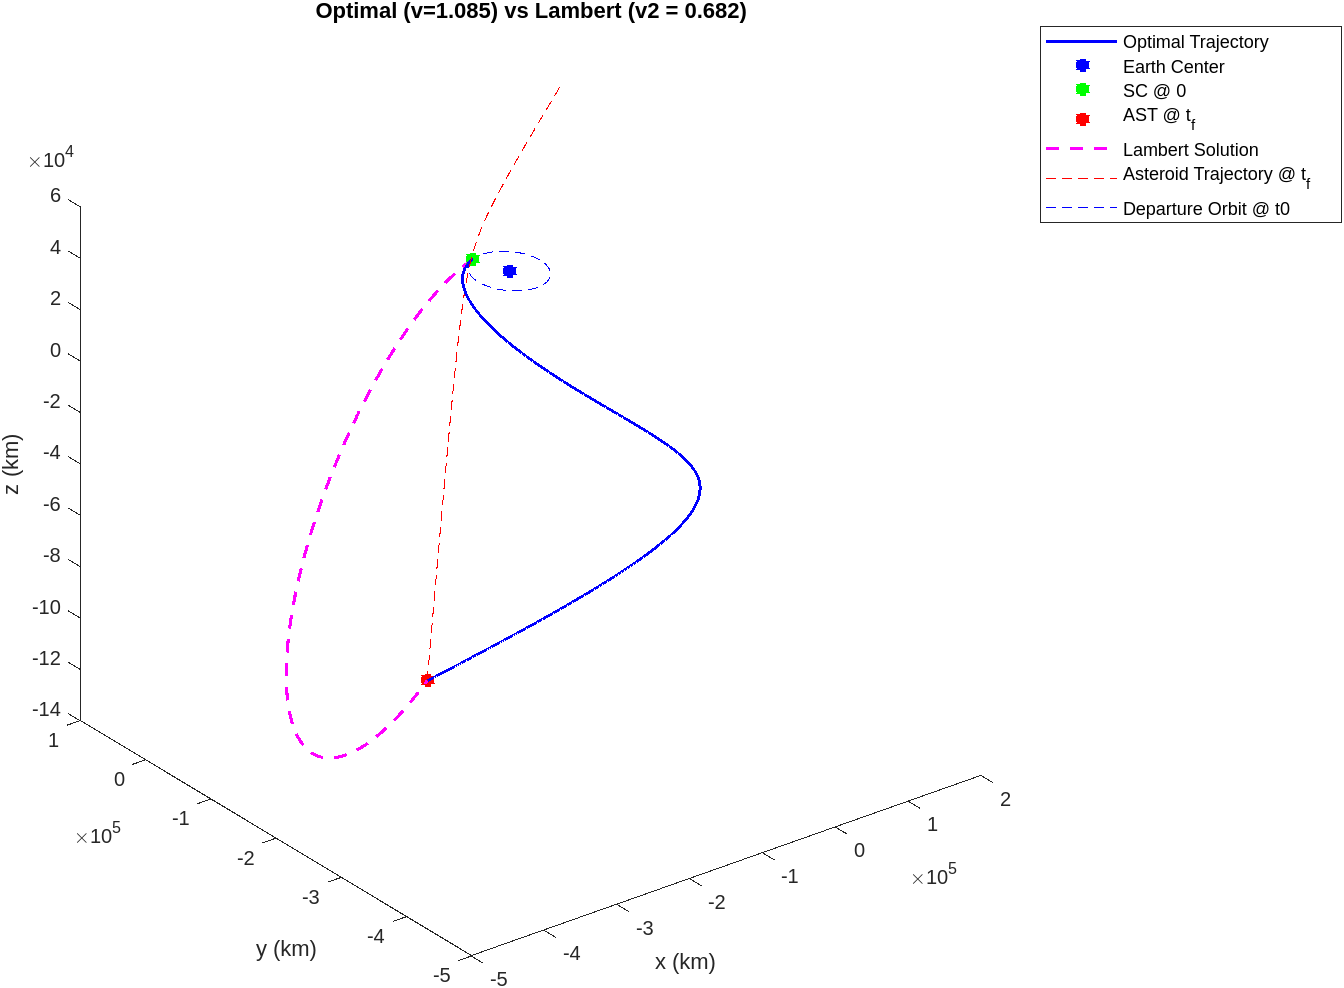 Optimal (v=1.085) vs Lambert (v2 = 0.682)
Optimal Trajectory
Earth Center
SC @ 0
AST @ t_f
Lambert Solution
Asteroid Trajectory @ t_f
Departure Orbit @ t0
×10^4
6
4
2
0
-2
-4
-6
-8
-10
-12
-14
z (km)
1
0
-1
-2
-3
-4
-5
×10^5
y (km)
-5
-4
-3
-2
-1
0
1
2
×10^5
x (km)